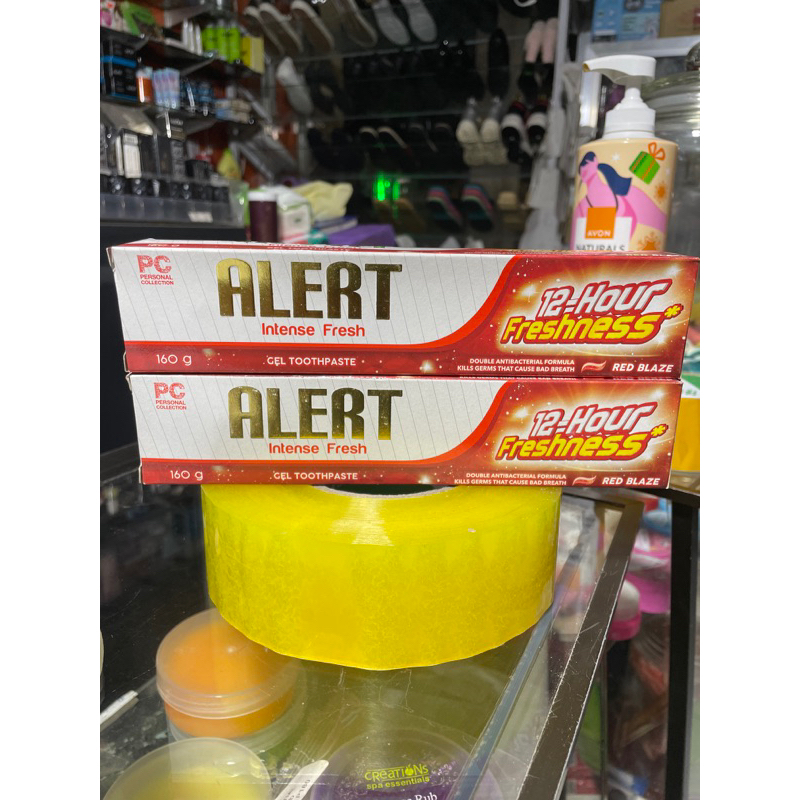 PC
PERSONAL
COLLECTION
ALERT
Intense Fresh
12-Hour
Freshness*
160 g
GEL TOOTHPASTE
DOUBLE ANTIBACTERIAL FORMULA
KILLS GERMS THAT CAUSE BAD BREATH
RED BLAZE
PC
PERSONAL
COLLECTION
ALERT
Intense Fresh
12-Hour
Freshness*
160 g
GEL TOOTHPASTE
DOUBLE ANTIBACTERIAL FORMULA
KILLS GERMS THAT CAUSE BAD BREATH
RED BLAZE
AVON
NATURALS
CREATIONS
spa essentials
Rub